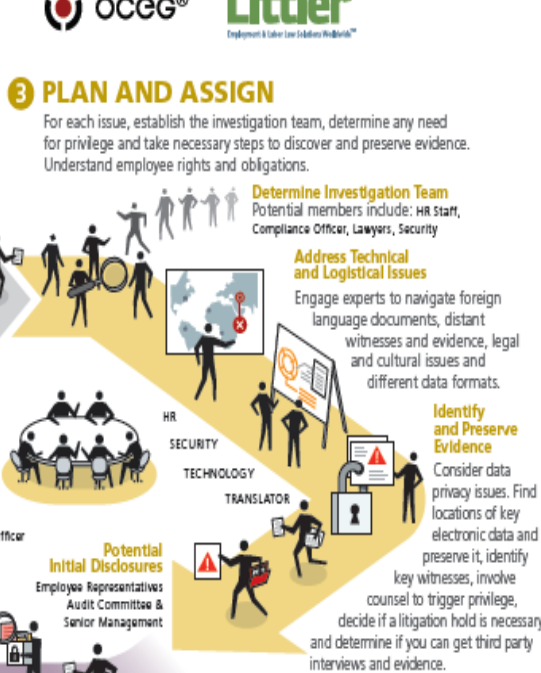 OCEG®
Littler
Employment & Labor Law Solutions Worldwide™
3 PLAN AND ASSIGN
For each issue, establish the investigation team, determine any need
for privilege and take necessary steps to discover and preserve evidence.
Understand employee rights and obligations.
Determine Investigation Team
Potential members include: HR Staff,
Compliance Officer, Lawyers, Security
Address Technical
and Logistical Issues
Engage experts to navigate foreign
language documents, distant
witnesses and evidence, legal
and cultural issues and
different data formats.
HR
SECURITY
TECHNOLOGY
TRANSLATOR
Identify
and Preserve
Evidence
Consider data
privacy issues. Find
locations of key
electronic data and
preserve it, identify
key witnesses, involve
counsel to trigger privilege,
decide if a litigation hold is necessary
and determine if you can get third party
interviews and evidence.
fficer
Potential
Initial Disclosures
Employee Representatives
Audit Committee &
Senior Management